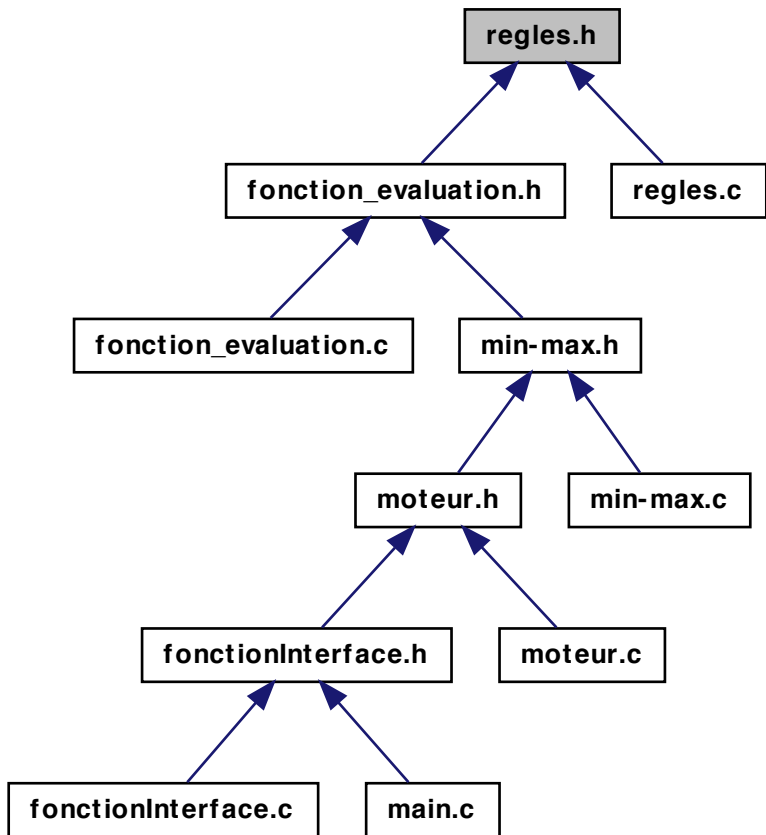 regles.h
fonction_evaluation.h
regles.c
fonction_evaluation.c
min-max.h
moteur.h
min-max.c
fonctionInterface.h
moteur.c
fonctionInterface.c
main.c